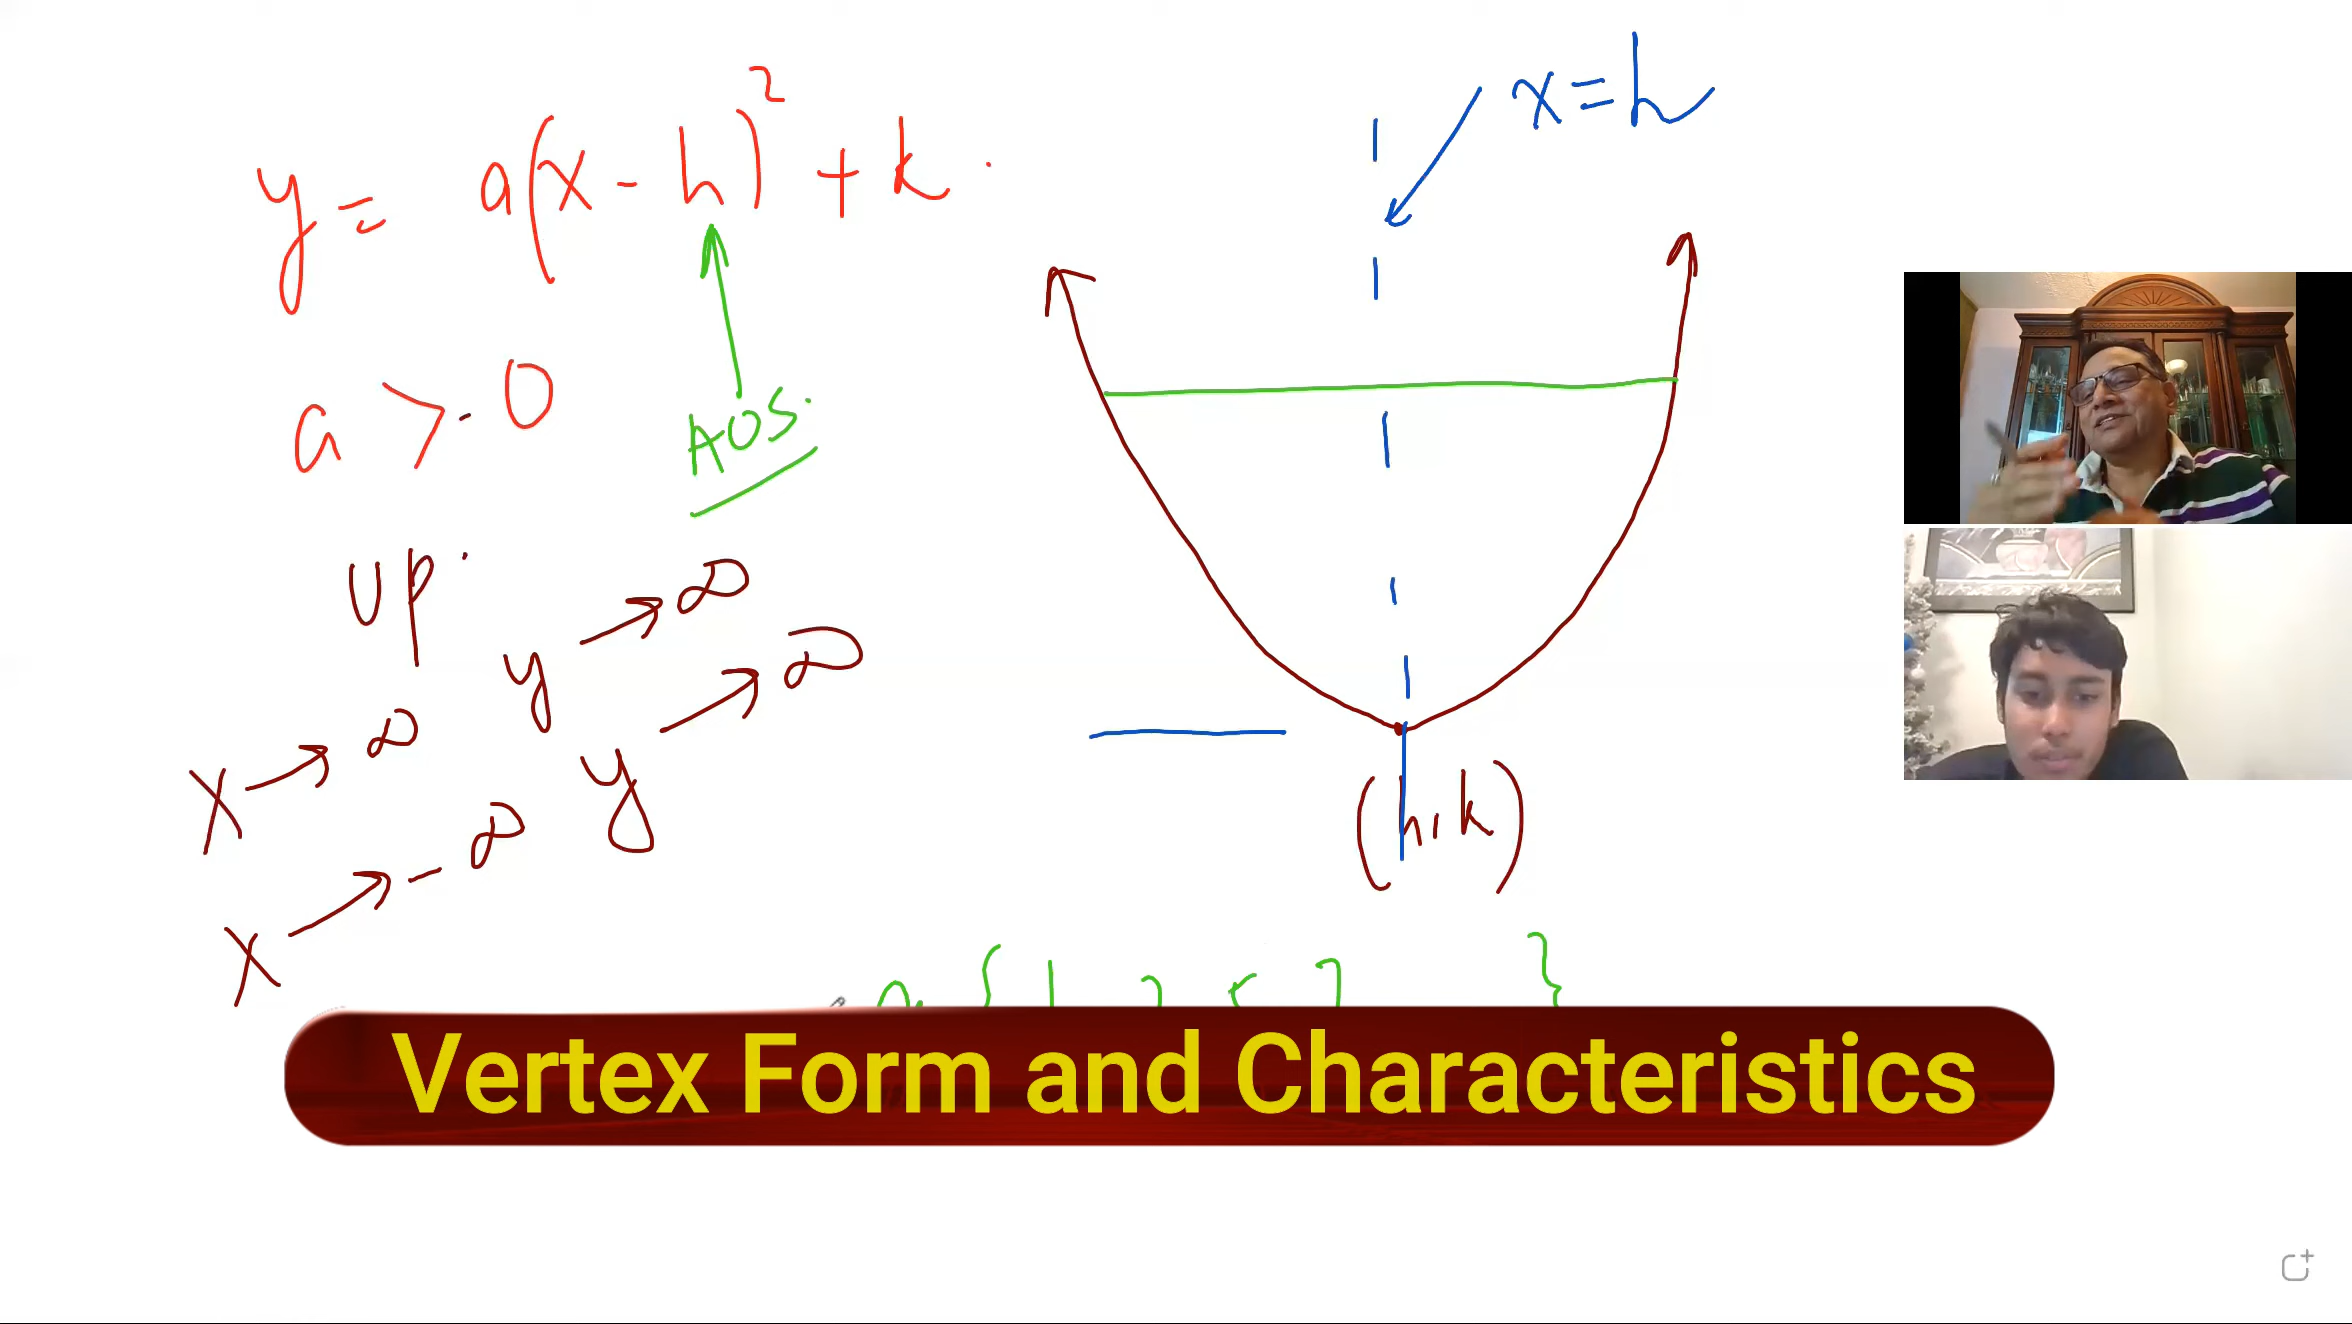 y = a(x - h)² + k.
x = h
a > 0
AOS.
up.
x → ∞ y → ∞
x → -∞ y → ∞
(h, k)
Vertex Form and Characteristics